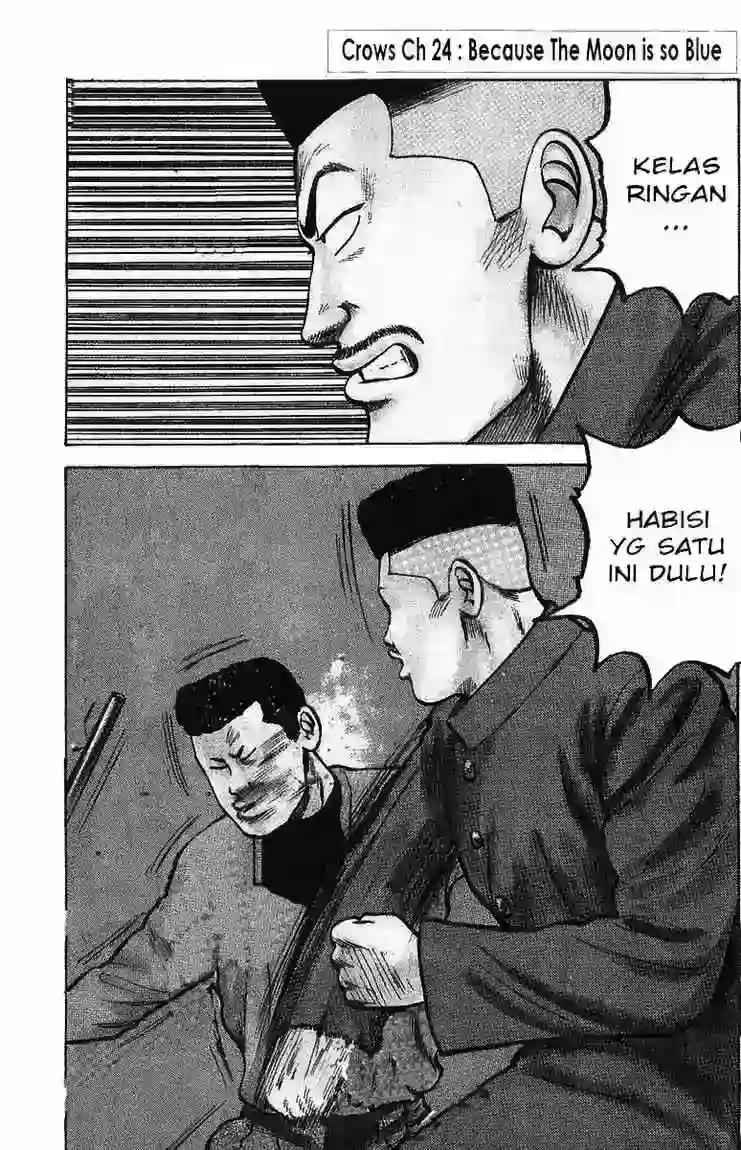 Crows Ch 24 : Because The Moon is so Blue
KELAS
RINGAN
...
HABISI
YG SATU
INI DULU!